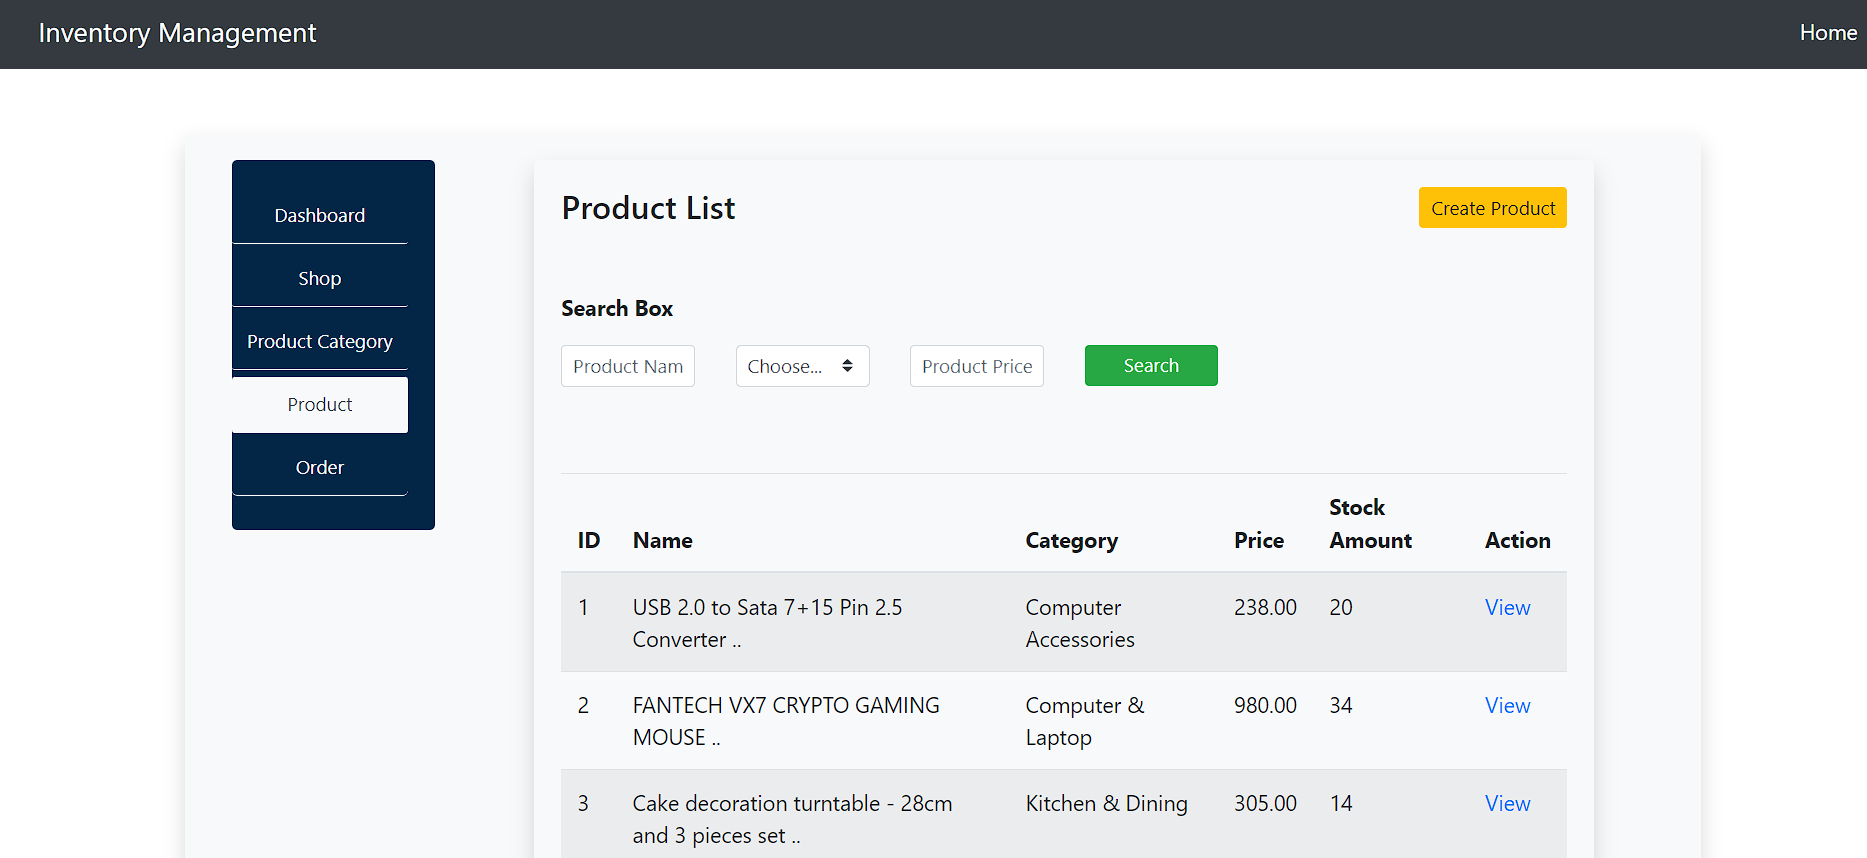 Inventory Management
Home
Dashboard
Shop
Product Category
Product
Order
Product List
Create Product
Search Box
Product Nam
Choose...
Product Price
Search
ID
Name
Category
Price
Stock
Amount
Action
1
USB 2.0 to Sata 7+15 Pin 2.5
Converter ..
Computer
Accessories
238.00
20
View
2
FANTECH VX7 CRYPTO GAMING
MOUSE ..
Computer &
Laptop
980.00
34
View
3
Cake decoration turntable - 28cm
and 3 pieces set ..
Kitchen & Dining
305.00
14
View